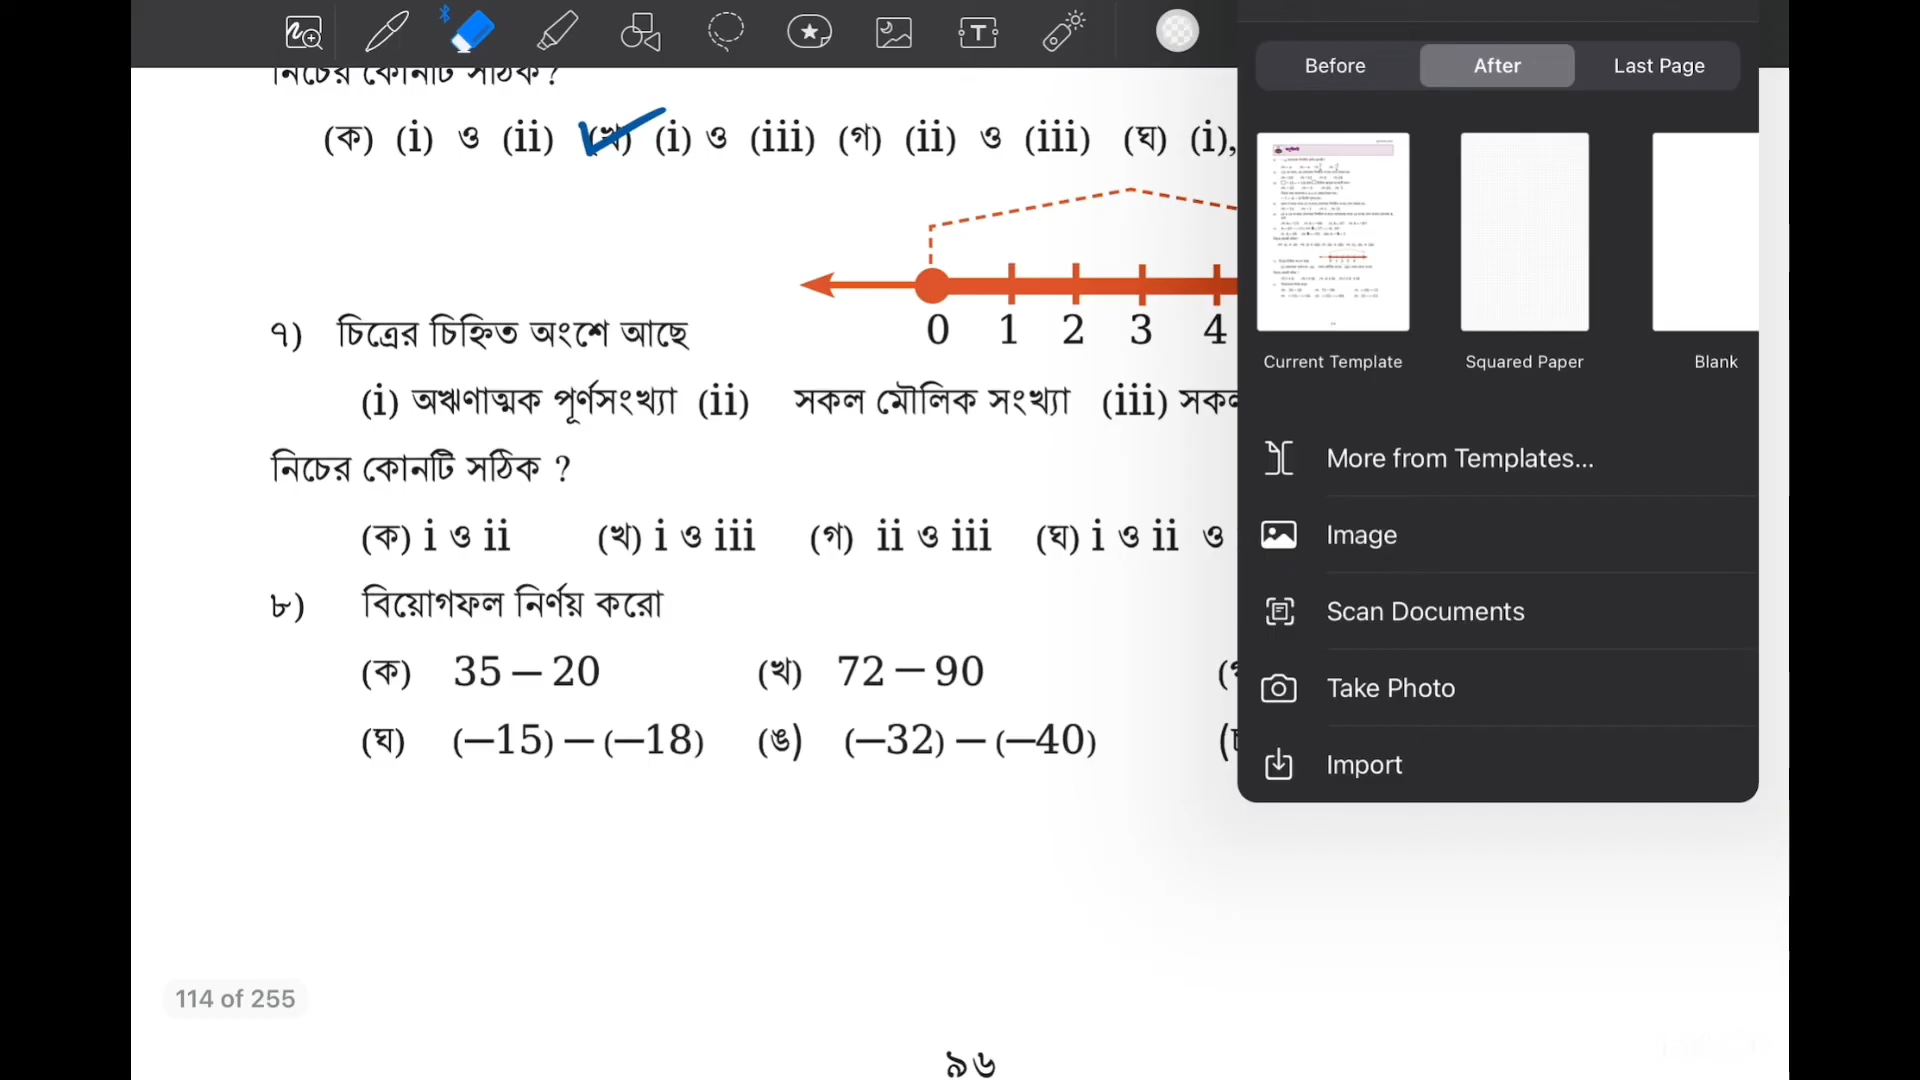 Before After Last Page
নিচের কোনটি সঠিক?
(ক) (i) ও (ii) (খ) (i) ও (iii) (গ) (ii) ও (iii) (ঘ) (i),
0 1 2 3 4
৭) চিত্রের চিহ্নিত অংশে আছে
(i) অঋণাত্মক পূর্ণসংখ্যা (ii) সকল মৌলিক সংখ্যা (iii) সকল
নিচের কোনটি সঠিক ?
(ক) i ও ii (খ) i ও iii (গ) ii ও iii (ঘ) i ও ii ও
৮) বিয়োগফল নির্ণয় করো
(ক) 35 – 20 (খ) 72 – 90
(ঘ) (–15) – (–18) (ঙ) (–32) – (–40) (চ
114 of 255
৯৬
Current Template Squared Paper Blank
More from Templates...
Image
Scan Documents
Take Photo
Import